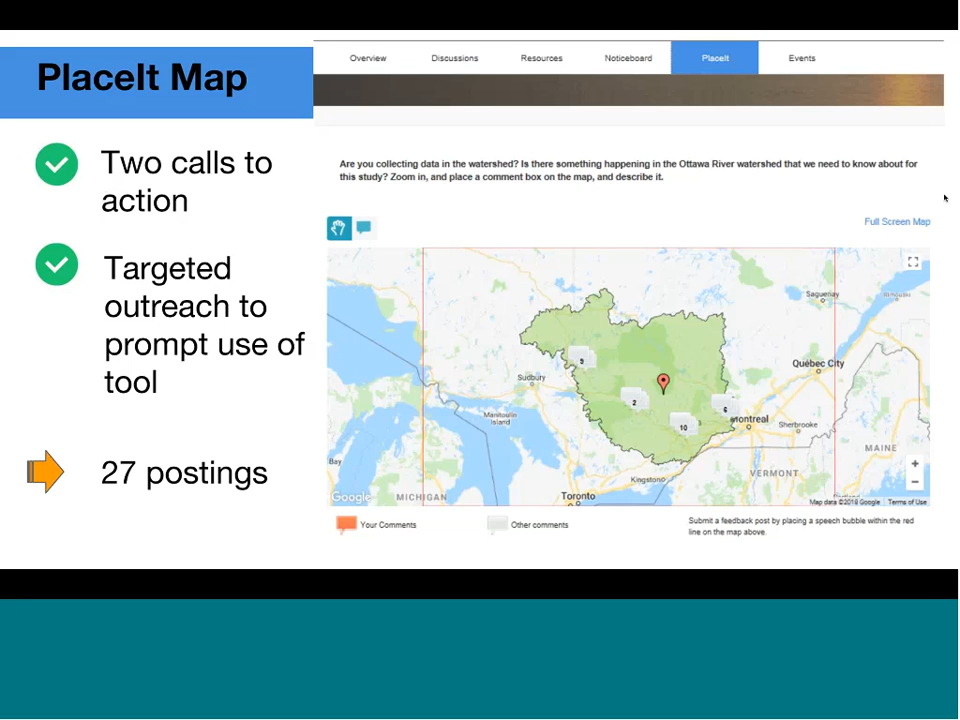 PlaceIt Map
Two calls to
action
Targeted
outreach to
prompt use of
tool
27 postings
Overview
Discussions
Resources
Noticeboard
PlaceIt
Events
Are you collecting data in the watershed? Is there something happening in the Ottawa River watershed that we need to know about for
this study? Zoom in, and place a comment box on the map, and describe it.
Full Screen Map
Saguenay
Rimouski
Québec City
Sudbury
Manitoulin
Island
Montreal
Sherbrooke
MAINE
VERMONT
Kingston
Toronto
MICHIGAN
Bay
Google
9
2
10
6
Map data ©2018 Google
Terms of Use
Your Comments
Other comments
Submit a feedback post by placing a speech bubble within the red
line on the map above.